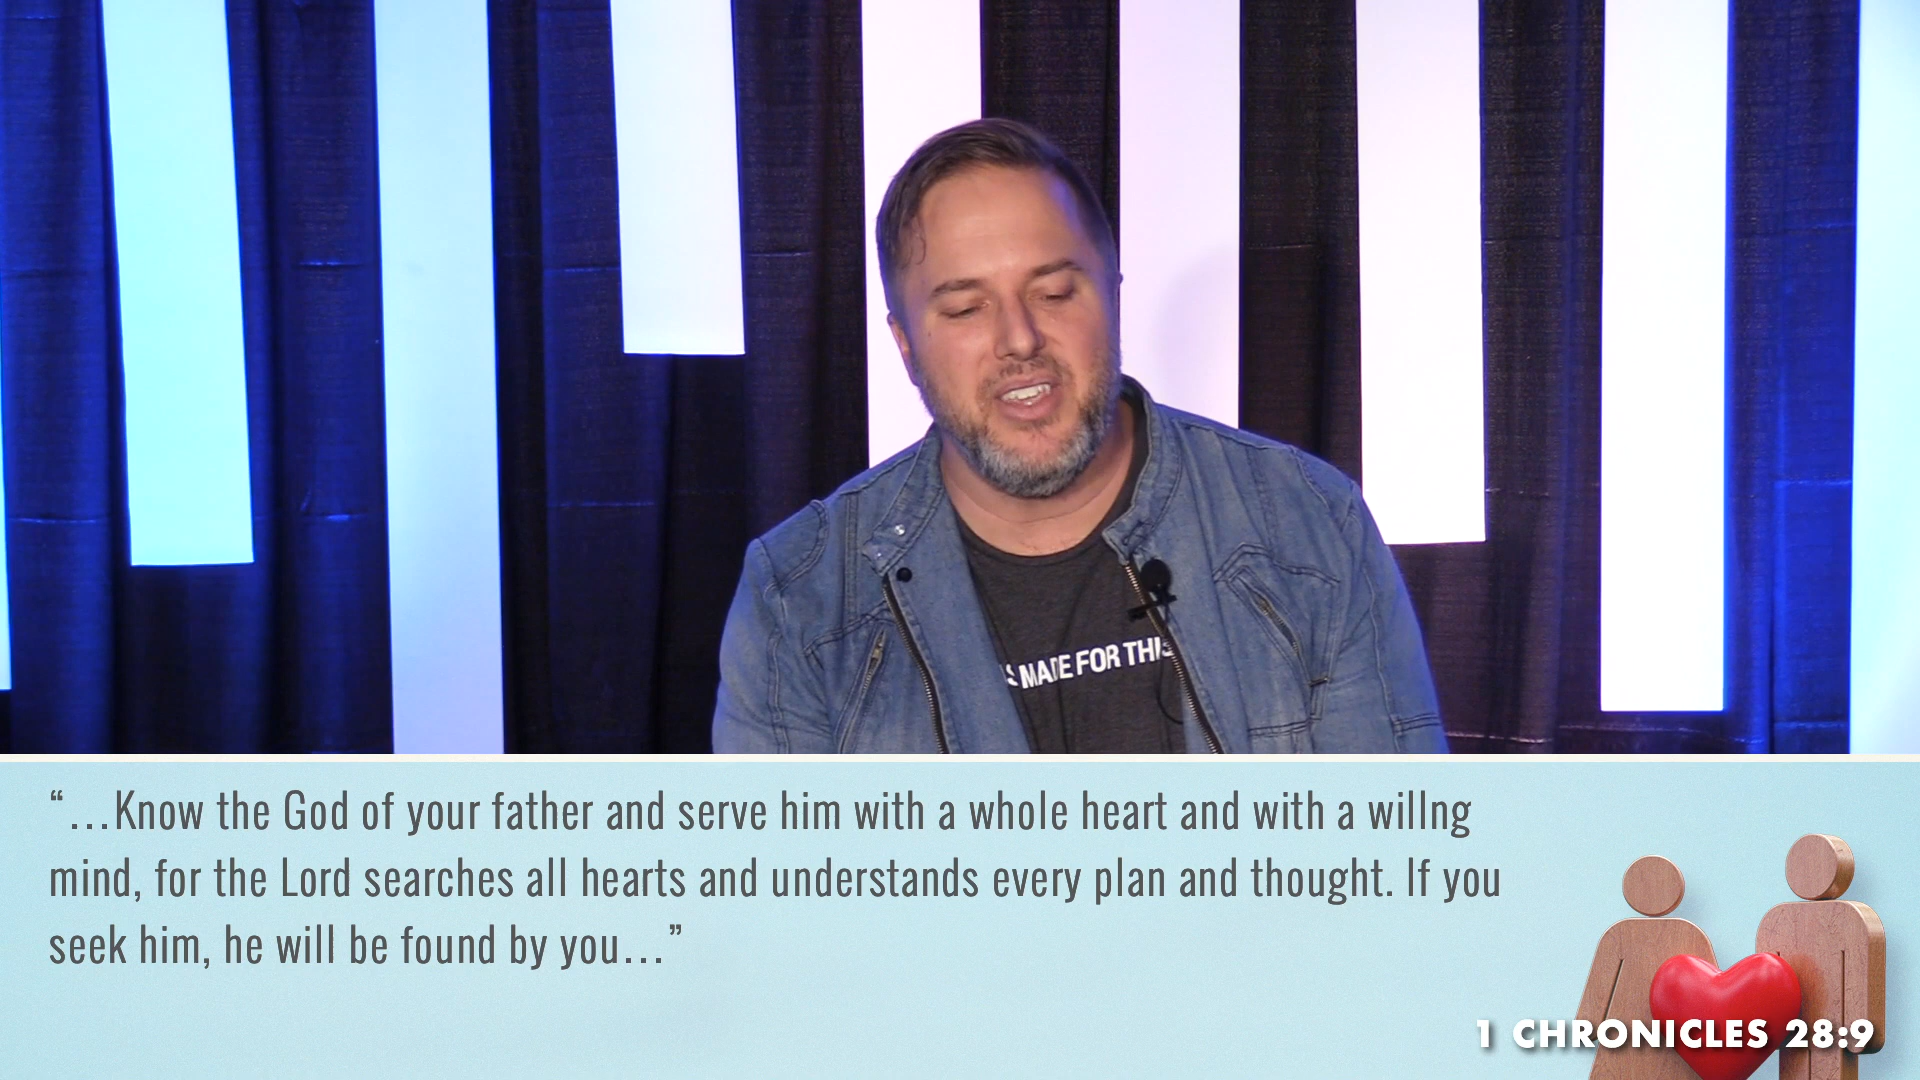 MADE FOR THIS
“…Know the God of your father and serve him with a whole heart and with a willng
mind, for the Lord searches all hearts and understands every plan and thought. If you
seek him, he will be found by you…”
1 CHRONICLES 28:9